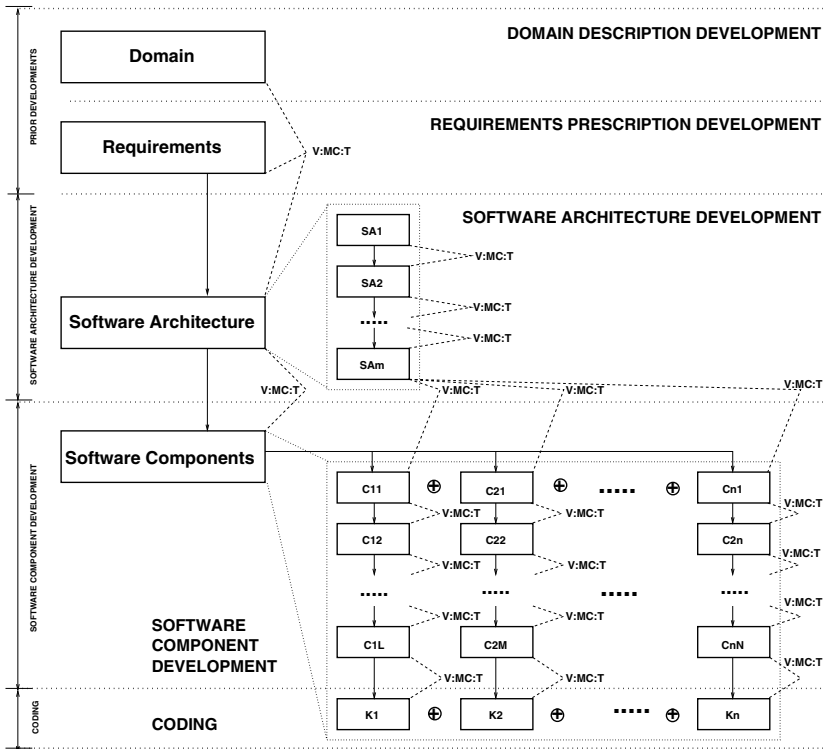 DOMAIN DESCRIPTION DEVELOPMENT
Domain
PRIOR DEVELOPMENTS
REQUIREMENTS PRESCRIPTION DEVELOPMENT
Requirements
V:MC:T
SOFTWARE ARCHITECTURE DEVELOPMENT
SOFTWARE ARCHITECTURE DEVELOPMENT
SA1
V:MC:T
SA2
V:MC:T
.....
Software Architecture
V:MC:T
SAm
V:MC:T
V:MC:T
V:MC:T
V:MC:T
SOFTWARE COMPONENT DEVELOPMENT
Software Components
C11 ⊕ C21 ⊕ ..... ⊕ Cn1
V:MC:T V:MC:T V:MC:T
C12 C22 C2n
V:MC:T V:MC:T V:MC:T
..... ..... ..... .....
V:MC:T V:MC:T V:MC:T
SOFTWARE
COMPONENT
DEVELOPMENT
C1L C2M CnN
V:MC:T V:MC:T V:MC:T
CODING
CODING
K1 ⊕ K2 ⊕ ..... ⊕ Kn